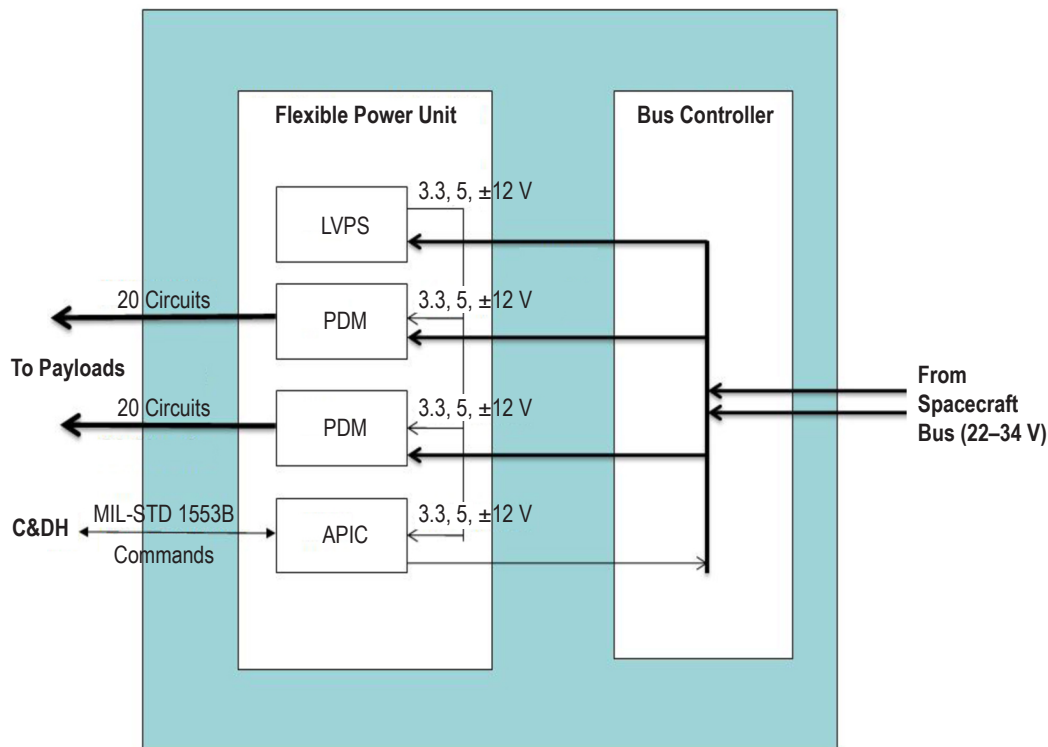 Flexible Power Unit
Bus Controller
3.3, 5, ±12 V
LVPS
20 Circuits
3.3, 5, ±12 V
PDM
To Payloads
From
Spacecraft
Bus (22–34 V)
20 Circuits
3.3, 5, ±12 V
PDM
MIL-STD 1553B
3.3, 5, ±12 V
C&DH
APIC
Commands